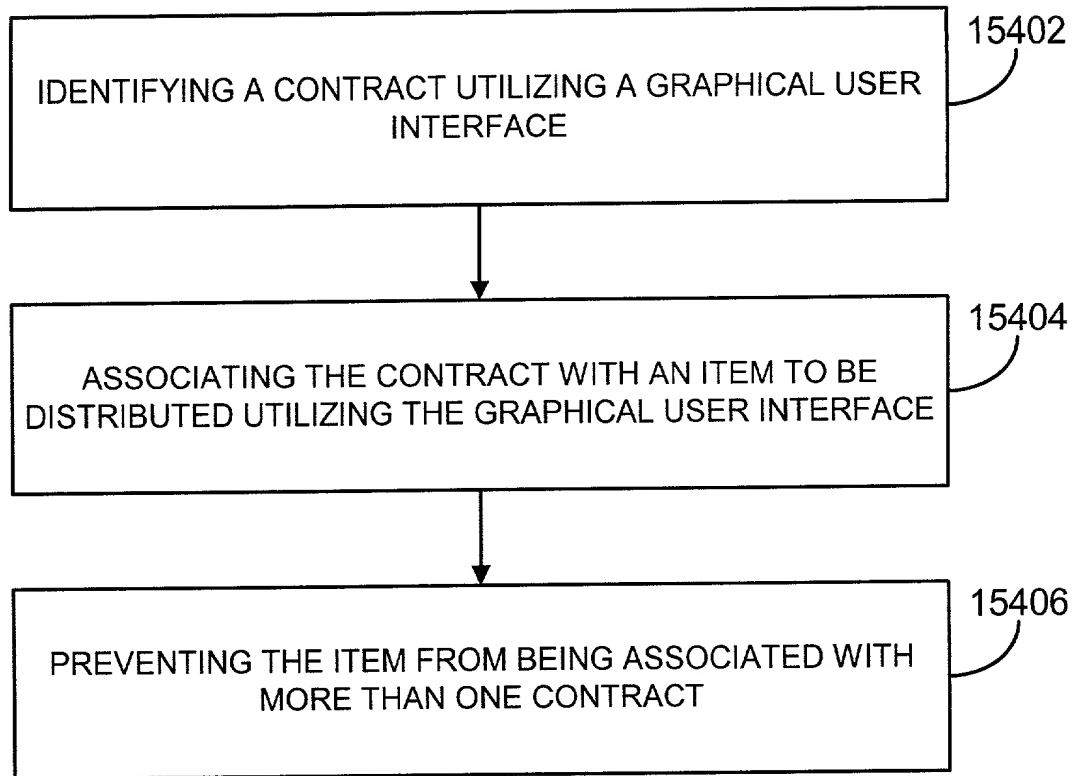 15402
IDENTIFYING A CONTRACT UTILIZING A GRAPHICAL USER
INTERFACE
15404
ASSOCIATING THE CONTRACT WITH AN ITEM TO BE
DISTRIBUTED UTILIZING THE GRAPHICAL USER INTERFACE
15406
PREVENTING THE ITEM FROM BEING ASSOCIATED WITH
MORE THAN ONE CONTRACT